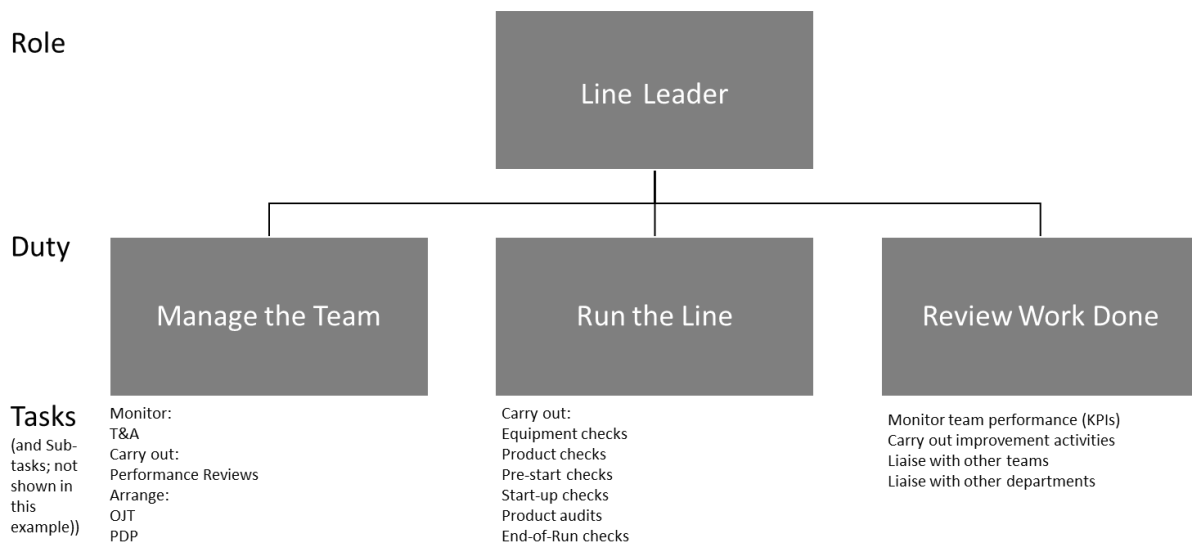 Role
Line Leader
Duty
Manage the Team
Run the Line
Review Work Done
Tasks
(and Sub-
tasks; not
shown in
this
example))
Monitor:
T&A
Carry out:
Performance Reviews
Arrange:
OJT
PDP
Carry out:
Equipment checks
Product checks
Pre-start checks
Start-up checks
Product audits
End-of-Run checks
Monitor team performance (KPIs)
Carry out improvement activities
Liaise with other teams
Liaise with other departments